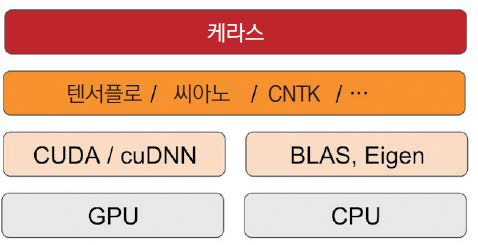 케라스
텐서플로 / 씨아노 / CNTK / …
CUDA / cuDNN
BLAS, Eigen
GPU
CPU